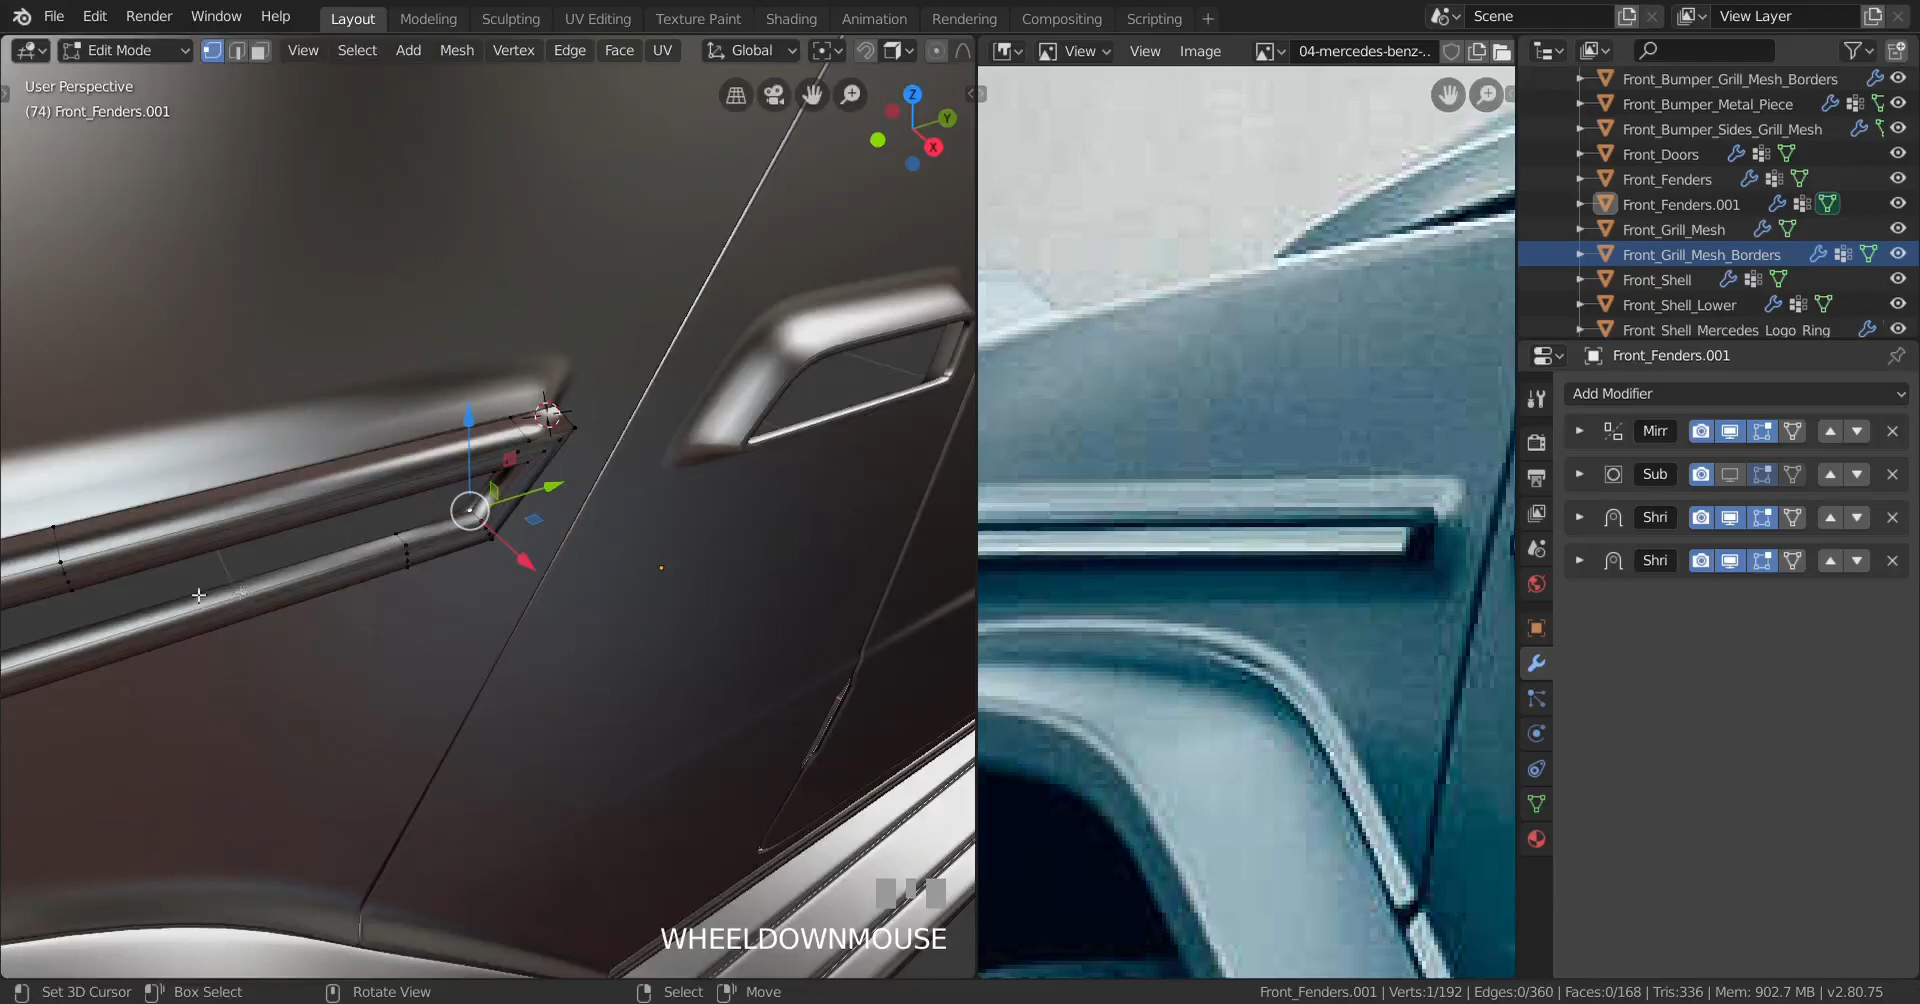 File Edit Render Window Help Layout Modeling Sculpting UV Editing Texture Paint Shading Animation Rendering Compositing Scripting + Scene View Layer
Edit Mode View Select Add Mesh Vertex Edge Face UV Global View View Image 04-mercedes-benz-..
User Perspective
(74) Front_Fenders.001
Z
Y
X
Front_Bumper_Grill_Mesh_Borders
Front_Bumper_Metal_Piece
Front_Bumper_Sides_Grill_Mesh
Front_Doors
Front_Fenders
Front_Fenders.001
Front_Grill_Mesh
Front_Grill_Mesh_Borders
Front_Shell
Front_Shell_Lower
Front_Shell_Mercedes_Logo_Ring
Front_Fenders.001
Add Modifier
Mirr
Sub
Shri
Shri
WHEELDOWNMOUSE
Set 3D Cursor Box Select Rotate View Select Move Front_Fenders.001 | Verts:1/192 | Edges:0/360 | Faces:0/168 | Tris:336 | Mem: 902.7 MB | v2.80.75